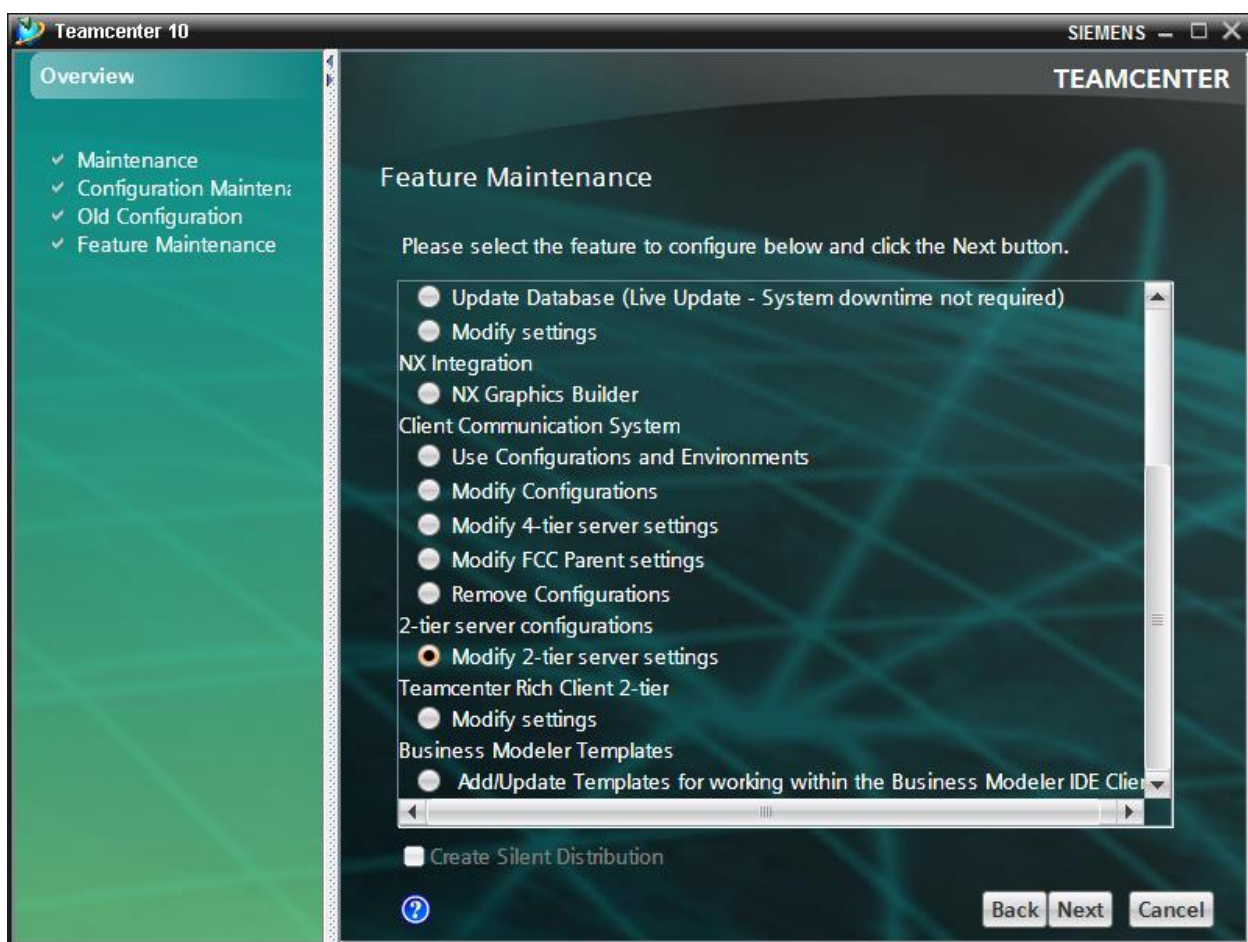 Teamcenter 10
SIEMENS
Overview
TEAMCENTER
Maintenance
Configuration Maintena
Old Configuration
Feature Maintenance
Feature Maintenance
Please select the feature to configure below and click the Next button.
Update Database (Live Update - System downtime not required)
Modify settings
NX Integration
NX Graphics Builder
Client Communication System
Use Configurations and Environments
Modify Configurations
Modify 4-tier server settings
Modify FCC Parent settings
Remove Configurations
2-tier server configurations
Modify 2-tier server settings
Teamcenter Rich Client 2-tier
Modify settings
Business Modeler Templates
Add/Update Templates for working within the Business Modeler IDE Clier
Create Silent Distribution
?
Back Next Cancel